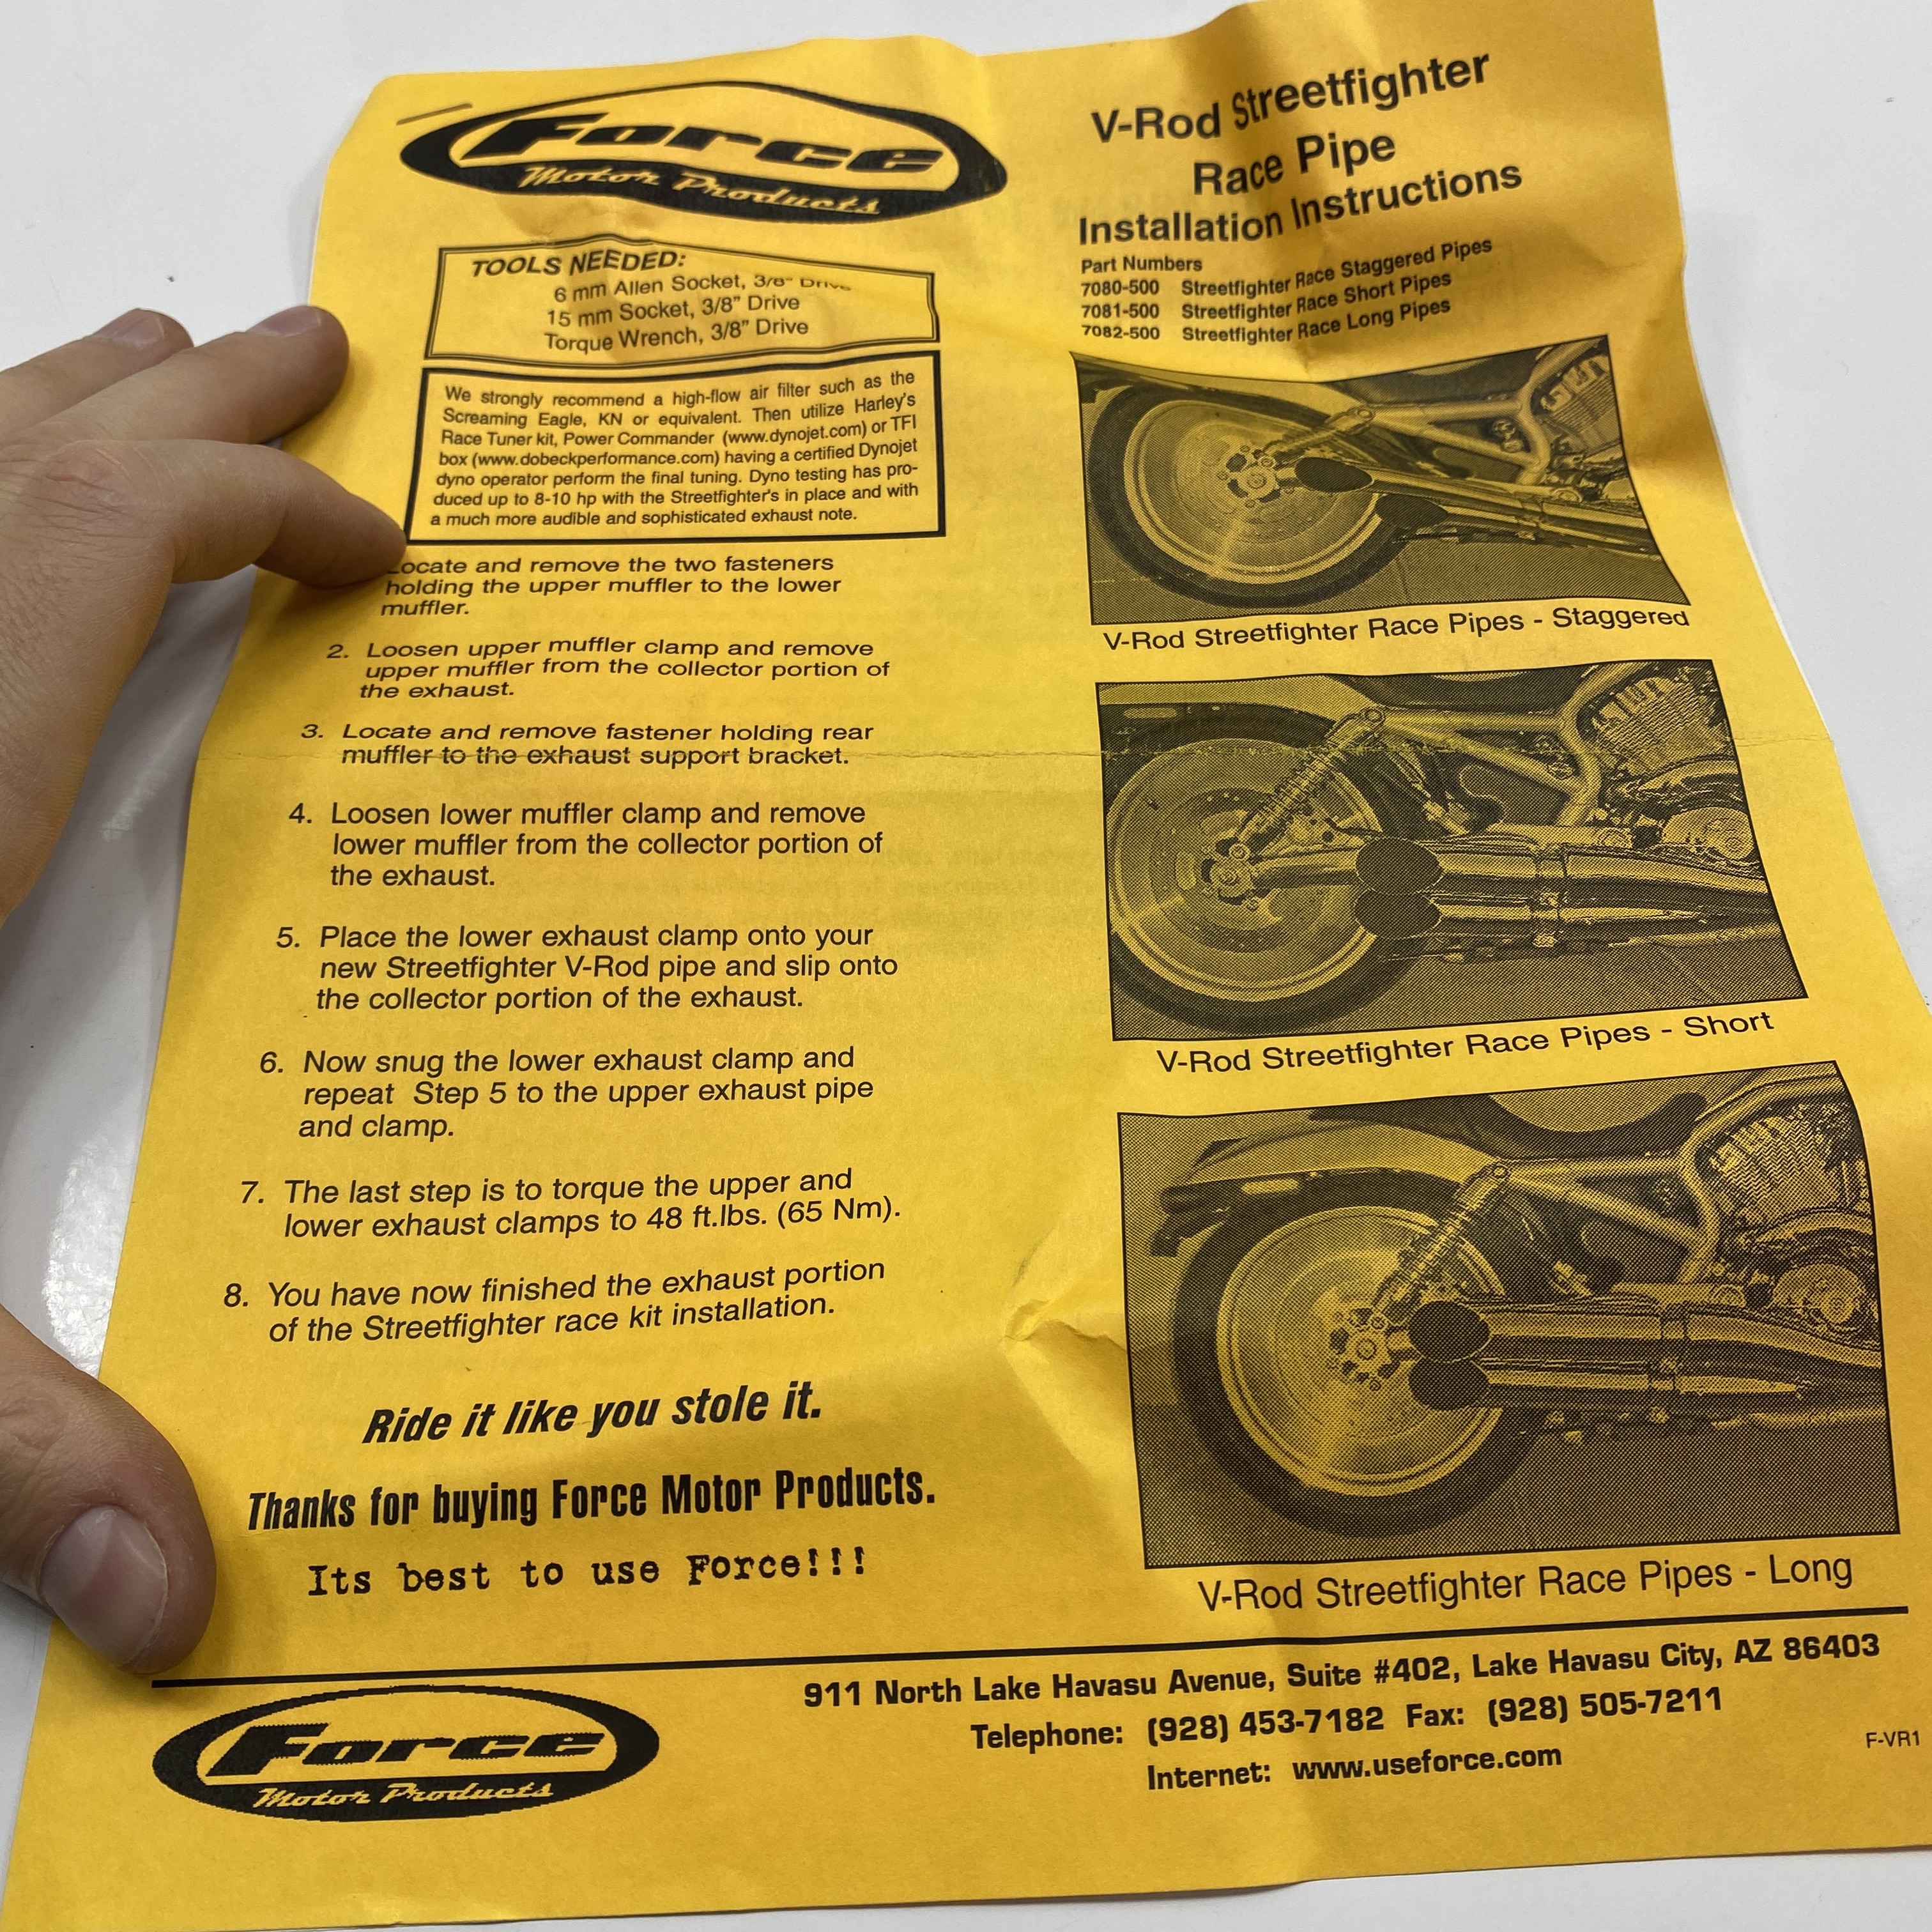 Force
Motor Products
TOOLS NEEDED:
6 mm Allen Socket, 3/8" Drive
15 mm Socket, 3/8" Drive
Torque Wrench, 3/8" Drive
We strongly recommend a high-flow air filter such as the
Screaming Eagle, KN or equivalent. Then utilize Harley's
Race Tuner kit, Power Commander (www.dynojet.com) or TFI
box (www.dobeckperformance.com) having a certified Dynojet
dyno operator perform the final tuning. Dyno testing has pro-
duced up to 8-10 hp with the Streetfighter's in place and with
a much more audible and sophisticated exhaust note.
Locate and remove the two fasteners
holding the upper muffler to the lower
muffler.
2. Loosen upper muffler clamp and remove
upper muffler from the collector portion of
the exhaust.
3. Locate and remove fastener holding rear
muffler to the exhaust support bracket.
4. Loosen lower muffler clamp and remove
lower muffler from the collector portion of
the exhaust.
5. Place the lower exhaust clamp onto your
new Streetfighter V-Rod pipe and slip onto
the collector portion of the exhaust.
6. Now snug the lower exhaust clamp and
repeat Step 5 to the upper exhaust pipe
and clamp.
7. The last step is to torque the upper and
lower exhaust clamps to 48 ft.lbs. (65 Nm).
8. You have now finished the exhaust portion
of the Streetfighter race kit installation.
Ride it like you stole it.
Thanks for buying Force Motor Products.
Its best to use Force!!!
V-Rod Streetfighter
Race Pipe
Installation Instructions
Part Numbers
7080-500 Streetfighter Race Staggered Pipes
7081-500 Streetfighter Race Short Pipes
7082-500 Streetfighter Race Long Pipes
V-Rod Streetfighter Race Pipes - Staggered
V-Rod Streetfighter Race Pipes - Short
V-Rod Streetfighter Race Pipes - Long
Force
Motor Products
911 North Lake Havasu Avenue, Suite #402, Lake Havasu City, AZ 86403
Telephone: (928) 453-7182 Fax: (928) 505-7211
Internet: www.useforce.com
F-VR1